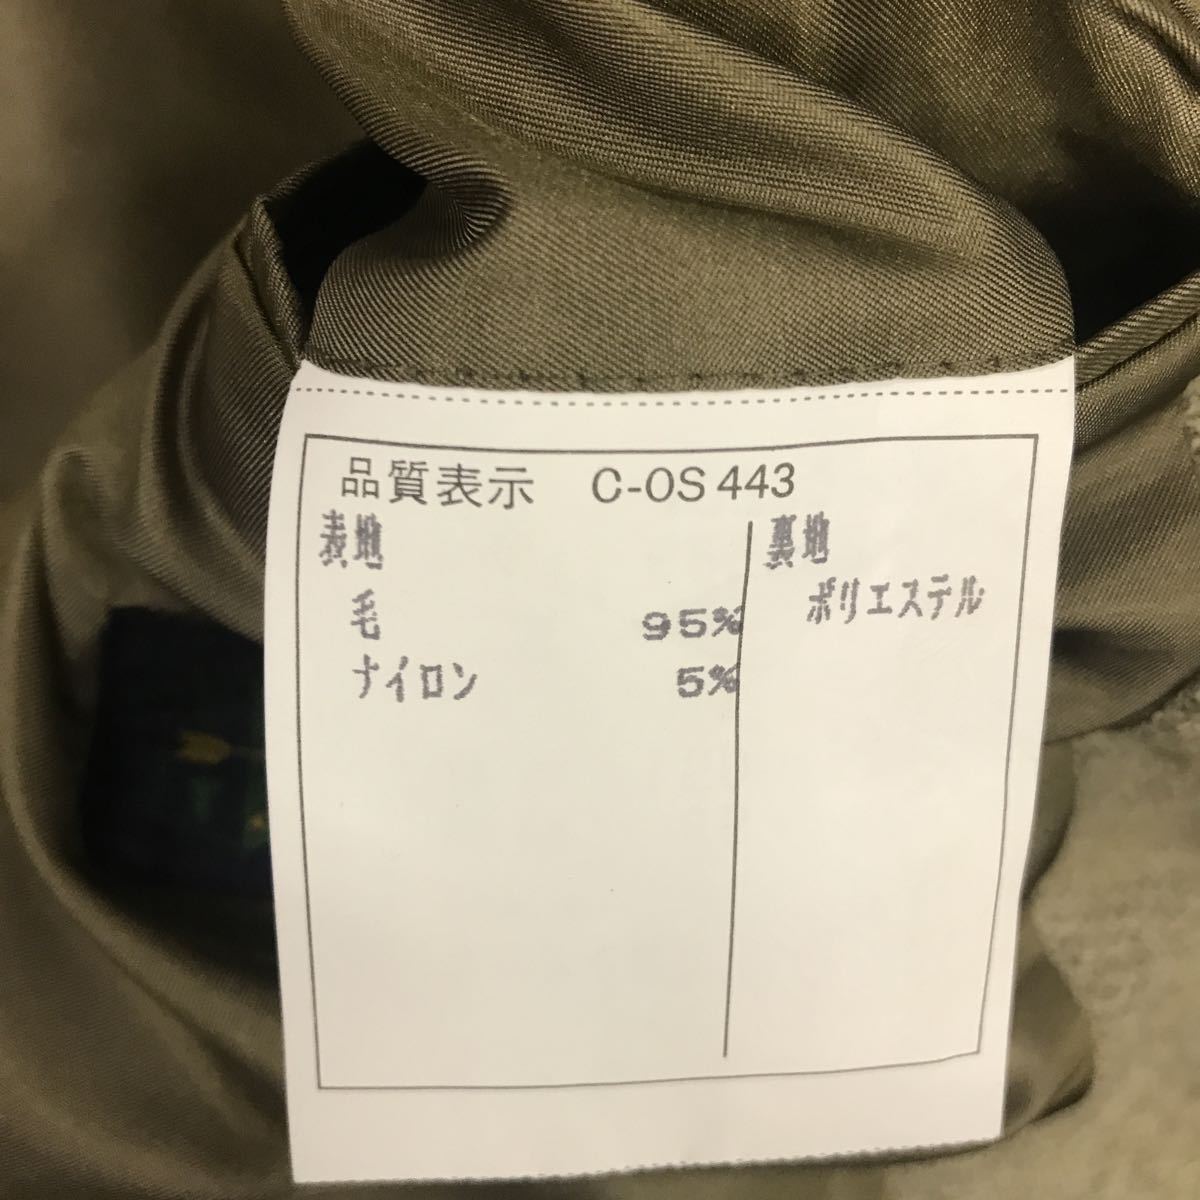 品質表示 C-OS 443
表地
毛 95%
ナイロン 5%
裏地
ポリエステル